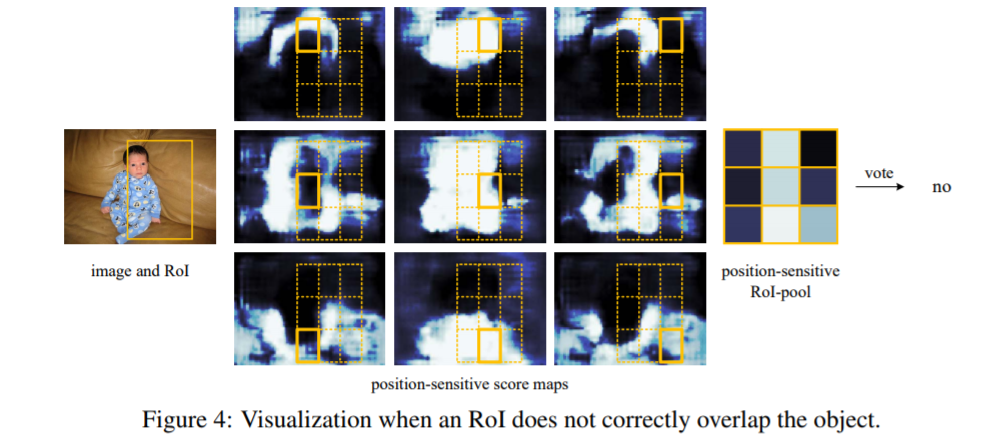 image and RoI
position-sensitive score maps
position-sensitive
RoI-pool
vote
no
Figure 4: Visualization when an RoI does not correctly overlap the object.